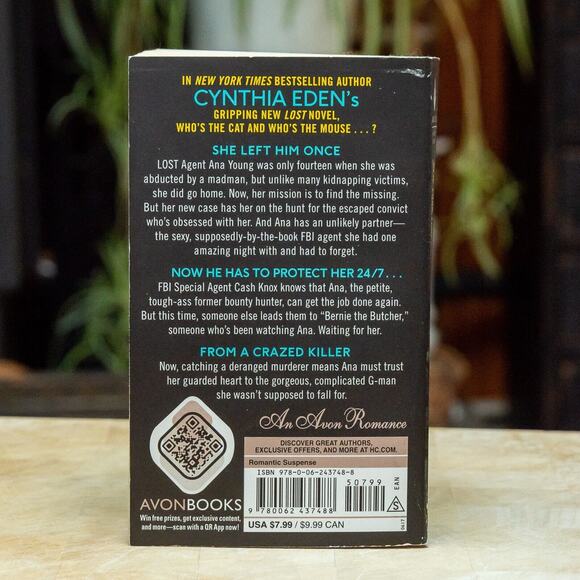 IN NEW YORK TIMES BESTSELLING AUTHOR
CYNTHIA EDEN's
GRIPPING NEW LOST NOVEL,
WHO'S THE CAT AND WHO'S THE MOUSE . . . ?
SHE LEFT HIM ONCE
LOST Agent Ana Young was only fourteen when she was
abducted by a madman, but unlike many kidnapping victims,
she did go home. Now, her mission is to find the missing.
But her new case has her on the hunt for the escaped convict
who's obsessed with her. And Ana has an unlikely partner—
the sexy, supposedly-by-the-book FBI agent she had one
amazing night with and had to forget.
NOW HE HAS TO PROTECT HER 24/7 . . .
FBI Special Agent Cash Knox knows that Ana, the petite,
tough-ass former bounty hunter, can get the job done again.
But this time, someone else leads them to “Bernie the Butcher,”
someone who's been watching Ana. Waiting for her.
FROM A CRAZED KILLER
Now, catching a deranged murderer means Ana must trust
her guarded heart to the gorgeous, complicated G-man
she wasn't supposed to fall for.
An Avon Romance
DISCOVER GREAT AUTHORS,
EXCLUSIVE OFFERS, AND MORE AT HC.COM.
Romantic Suspense
ISBN 978-0-06-243748-8
50799
9 780062 437488
EAN
S
USA $7.99 / $9.99 CAN
0617
AVONBOOKS
Win free prizes, get exclusive content,
and more—scan with a QR App now!